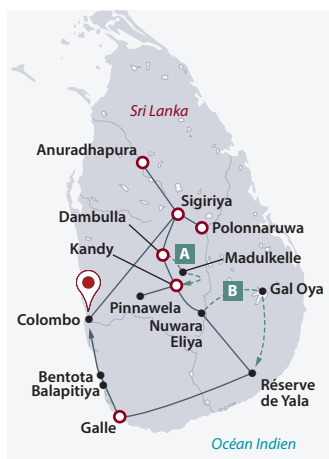 Sri Lanka
Anuradhapura
Sigiriya
Dambulla
Polonnaruwa
Kandy
A
Madulkelle
Pinnawela
B
Gal Oya
Colombo
Nuwara
Eliya
Bentota
Balapitiya
Réserve
de Yala
Galle
Océan Indien